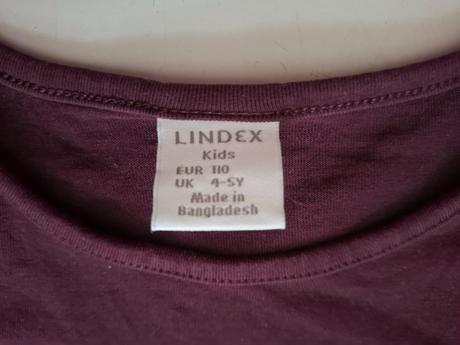 LINDEX
Kids
EUR 110
UK 4-5Y
Made in
Bangladesh